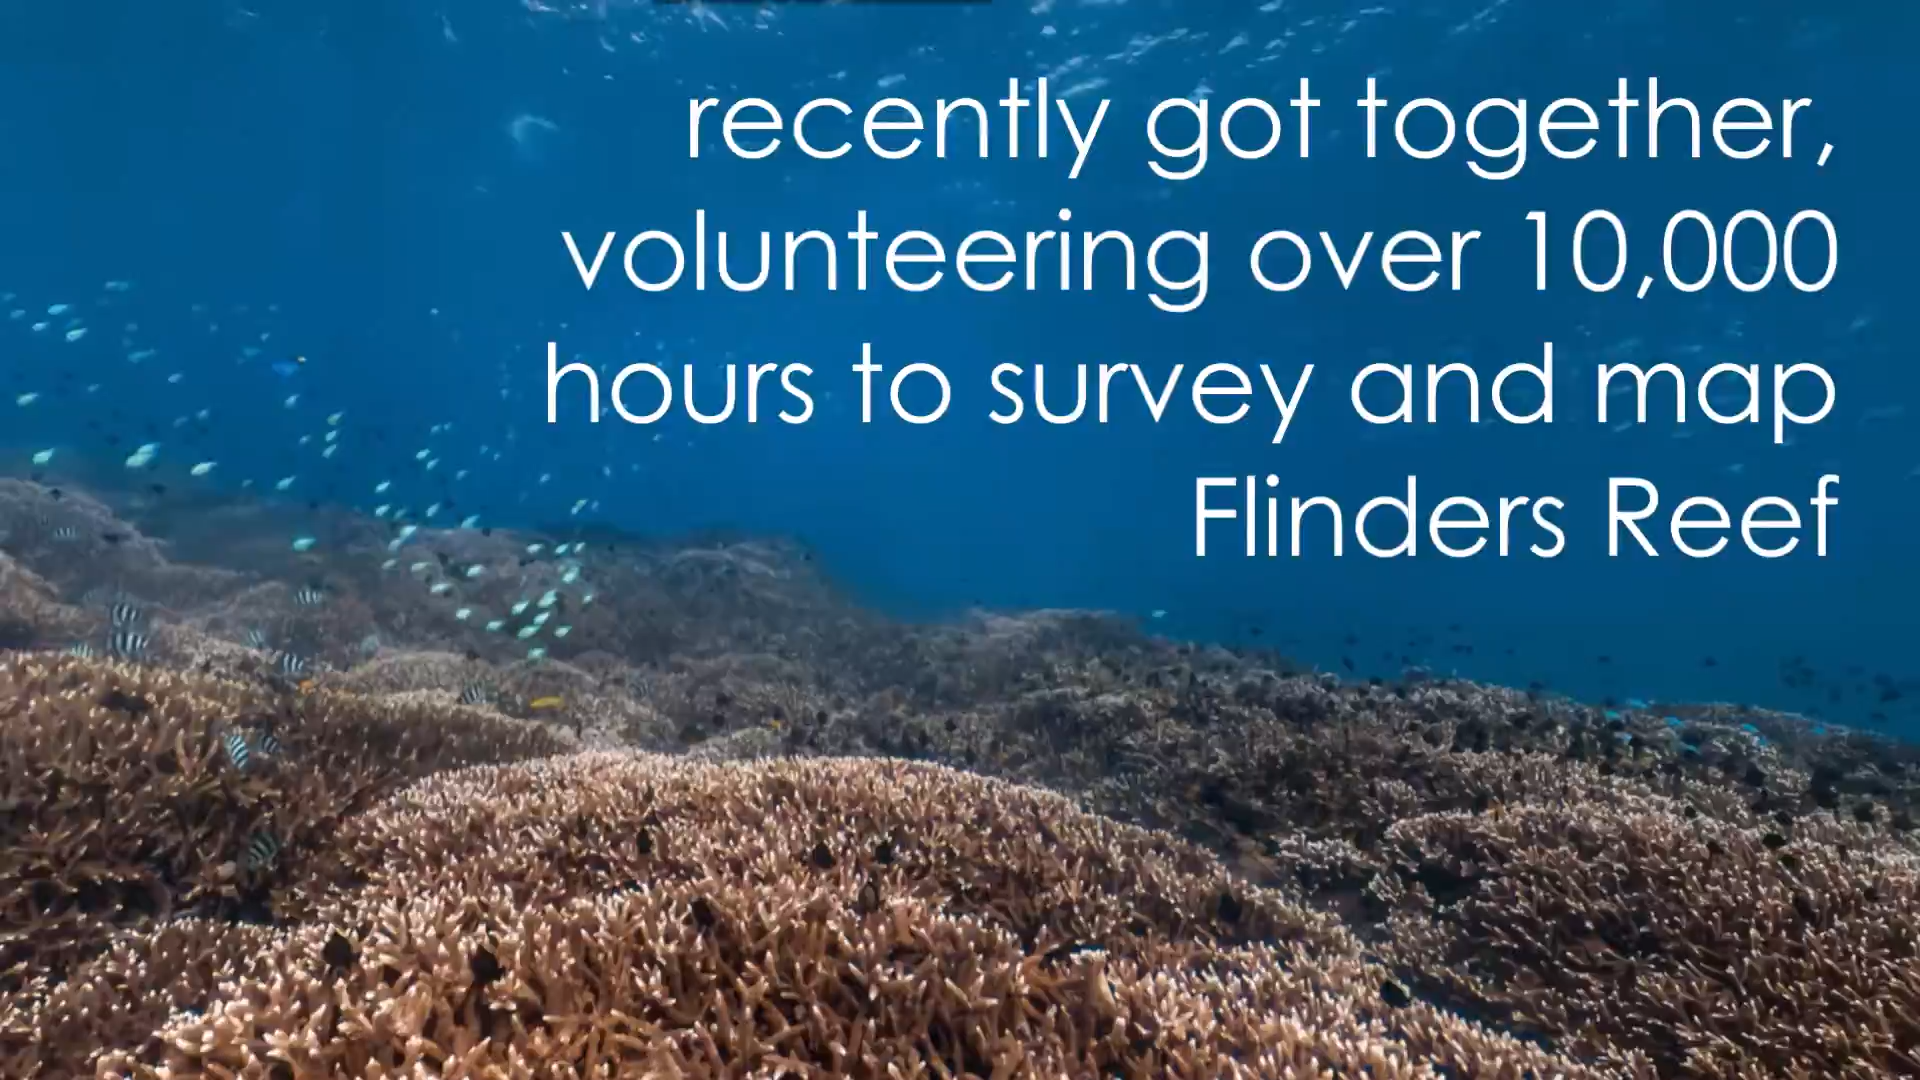 recently got together,
volunteering over 10,000
hours to survey and map
Flinders Reef